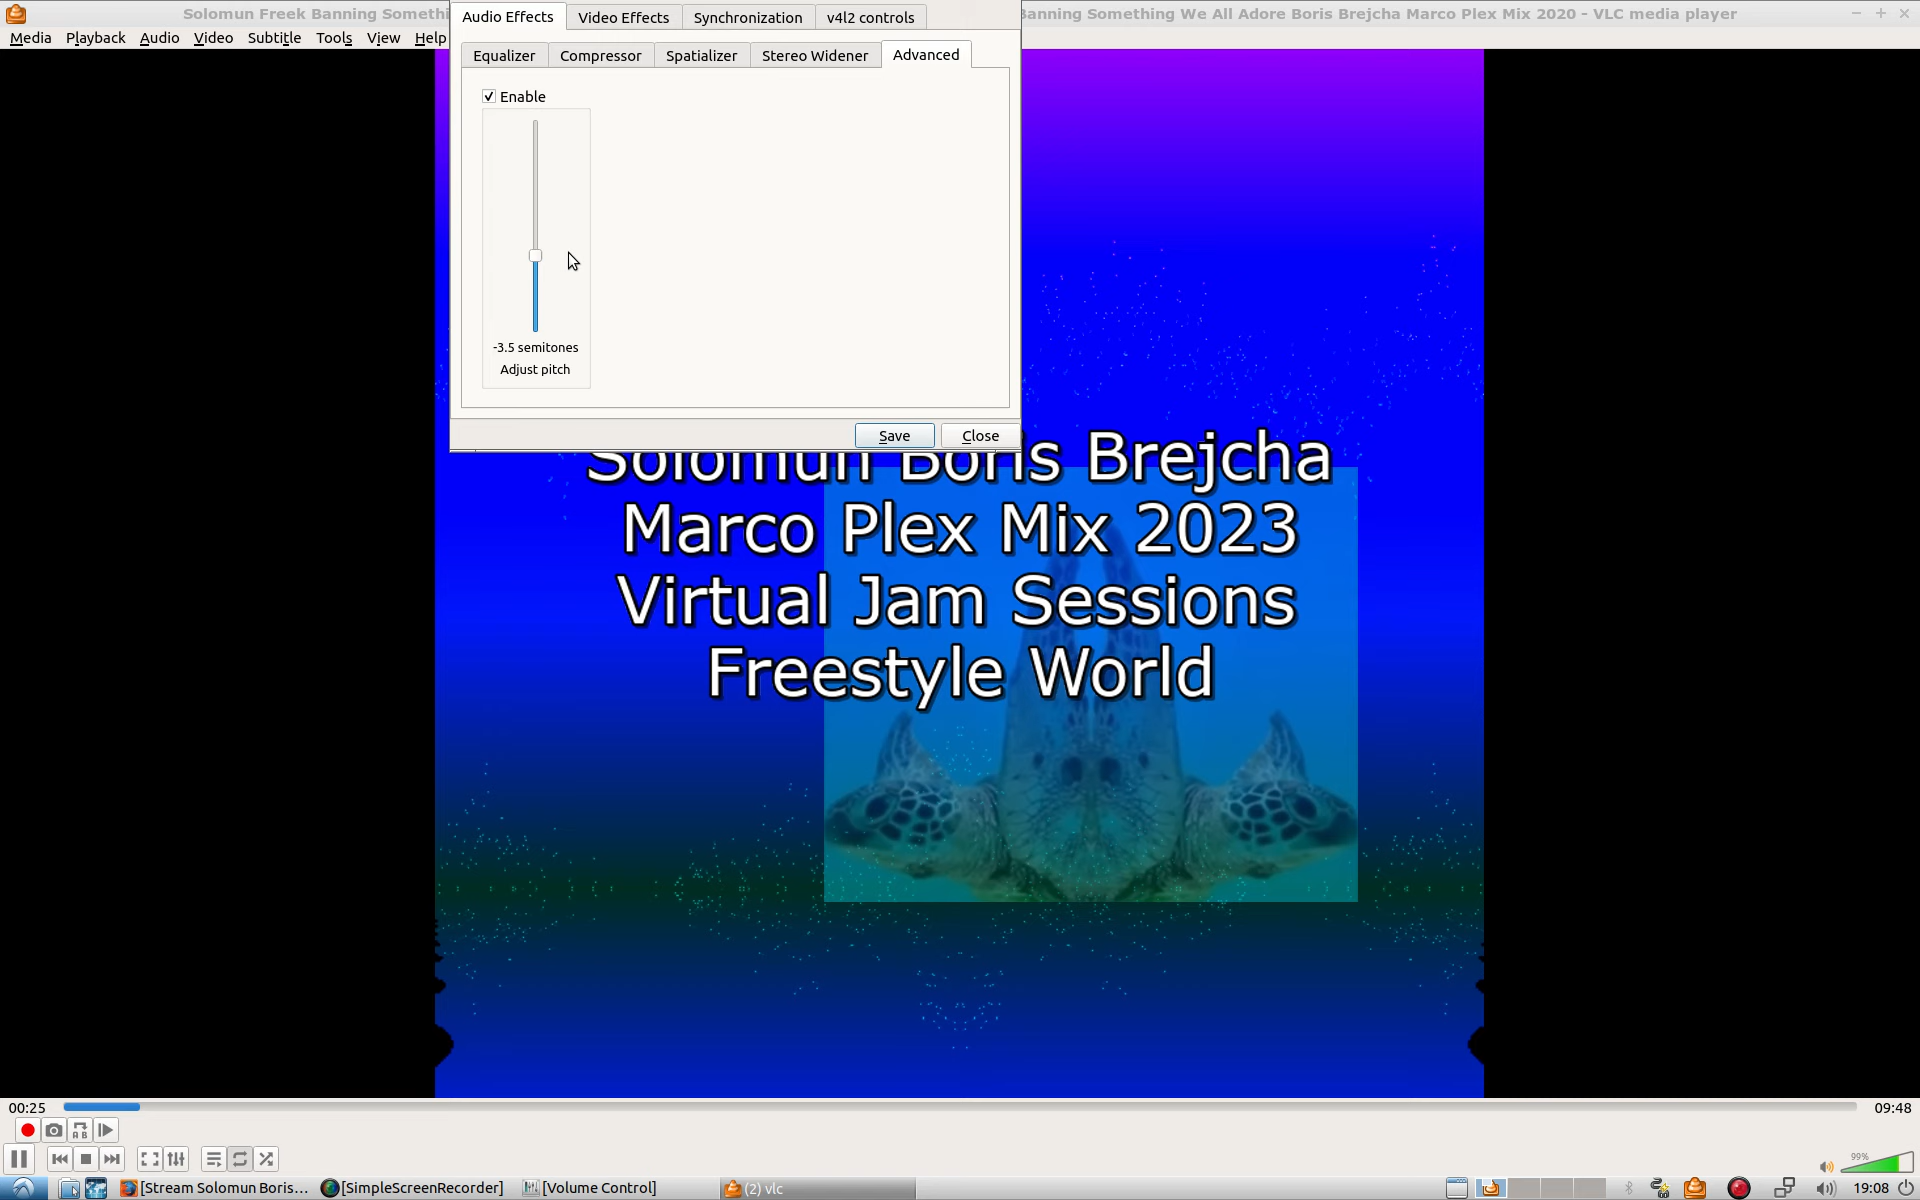 Solomun Freek Banning Somethi
Banning Something We All Adore Boris Brejcha Marco Plex Mix 2020 - VLC media player
Media Playback Audio Video Subtitle Tools View Help
Audio Effects Video Effects Synchronization v4l2 controls
Equalizer Compressor Spatializer Stereo Widener Advanced
Enable
-3.5 semitones
Adjust pitch
Save Close
Solomun Boris Brejcha
Marco Plex Mix 2023
Virtual Jam Sessions
Freestyle World
00:25 09:48
A B
99%
[Stream Solomun Boris... [SimpleScreenRecorder] [Volume Control] (2) vlc 19:08